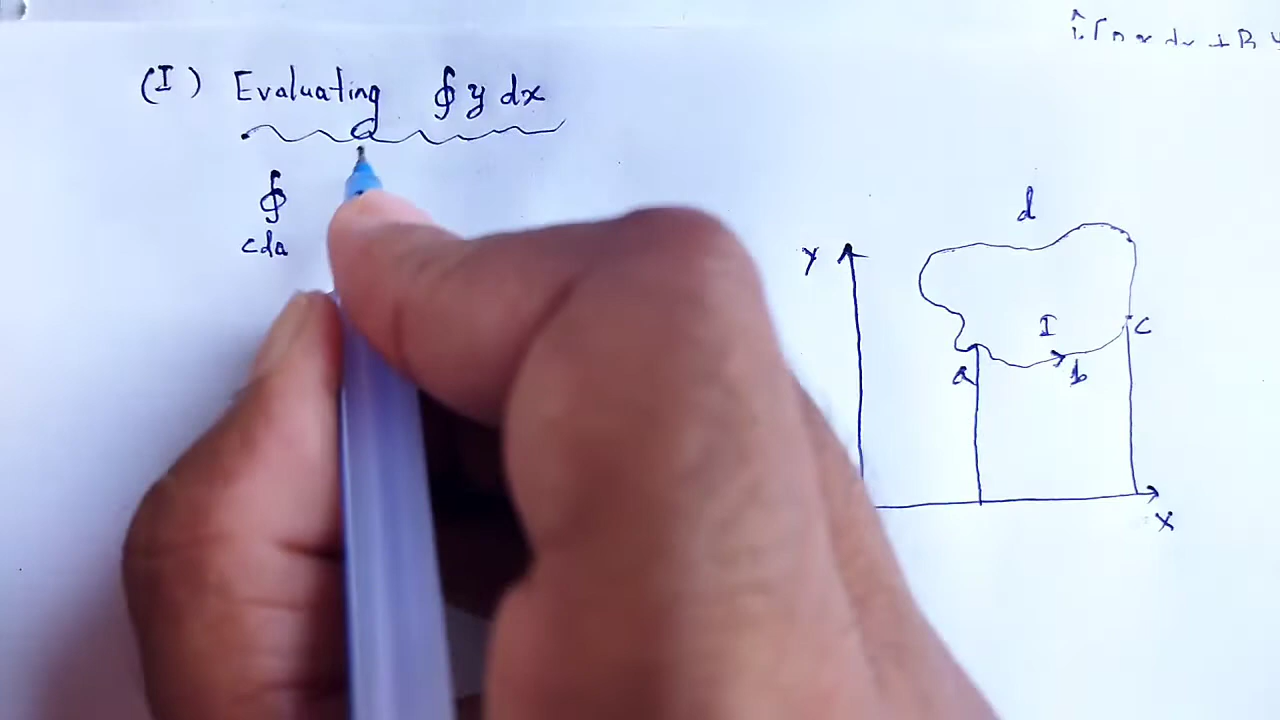 (I) Evaluating ∮ y dx
∮
cda
d
Y
I
c
a
b
X